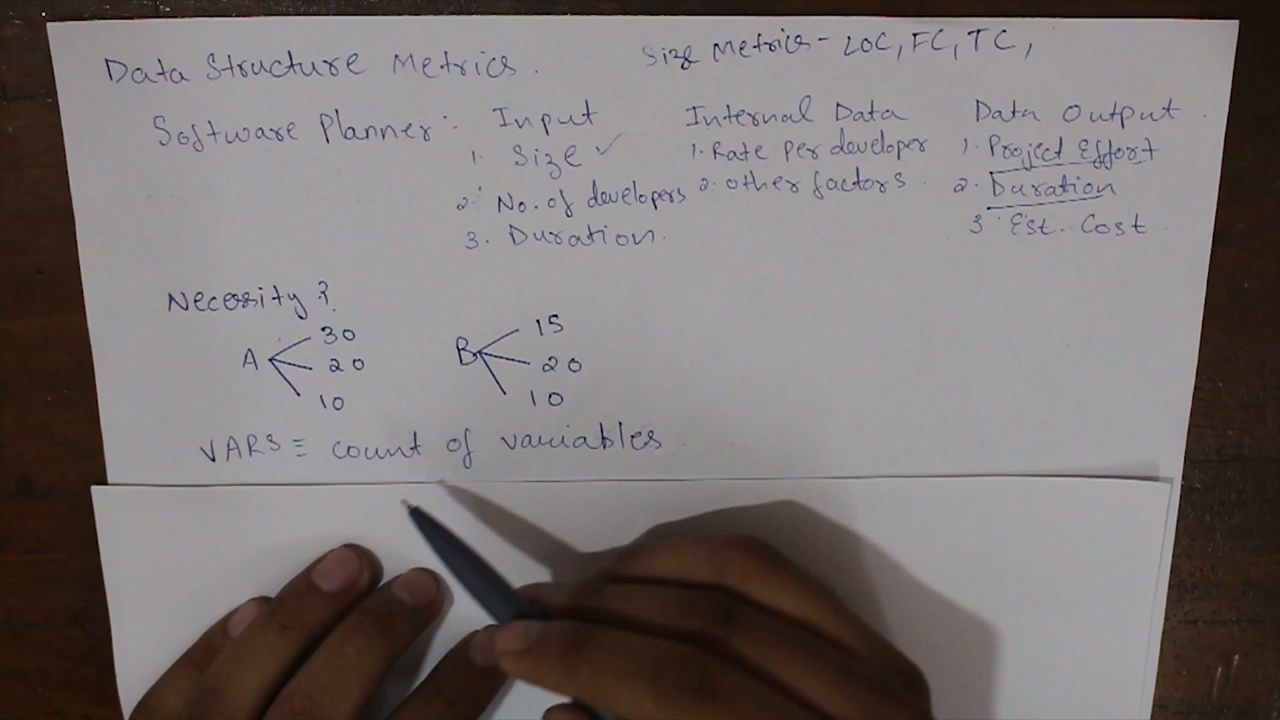 Data Structure Metrics.
Size Metrics - LOC, FC, TC,
Software Planner:
Input
1. Size ✓
2. No. of developers
3. Duration.
Internal Data
1. Rate per developer
2. other factors.
Data Output.
1. Project Effort
2. Duration
3. Est. Cost
Necessity?
A
30
20
10
B
15
20
10
VARS ≡ count of variables